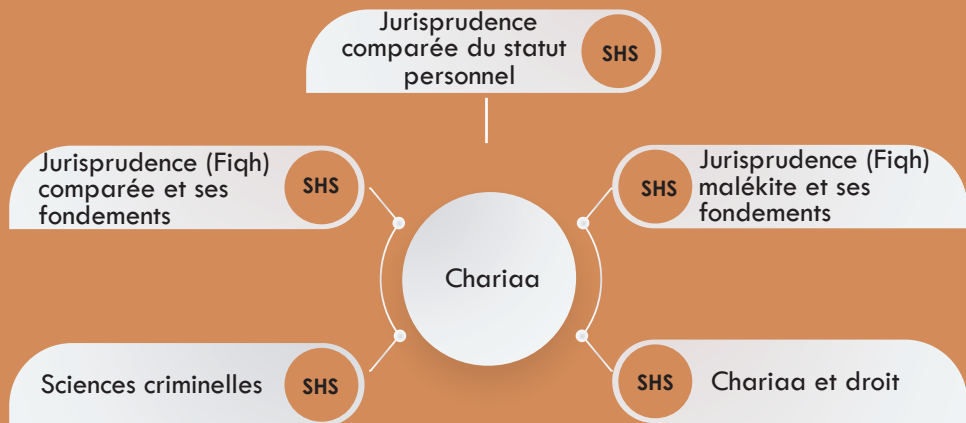 Jurisprudence
comparée du statut
personnel
SHS
Jurisprudence (Fiqh)
comparée et ses
fondements
SHS
SHS
Jurisprudence (Fiqh)
malékite et ses
fondements
Chariaa
Sciences criminelles
SHS
SHS
Chariaa et droit